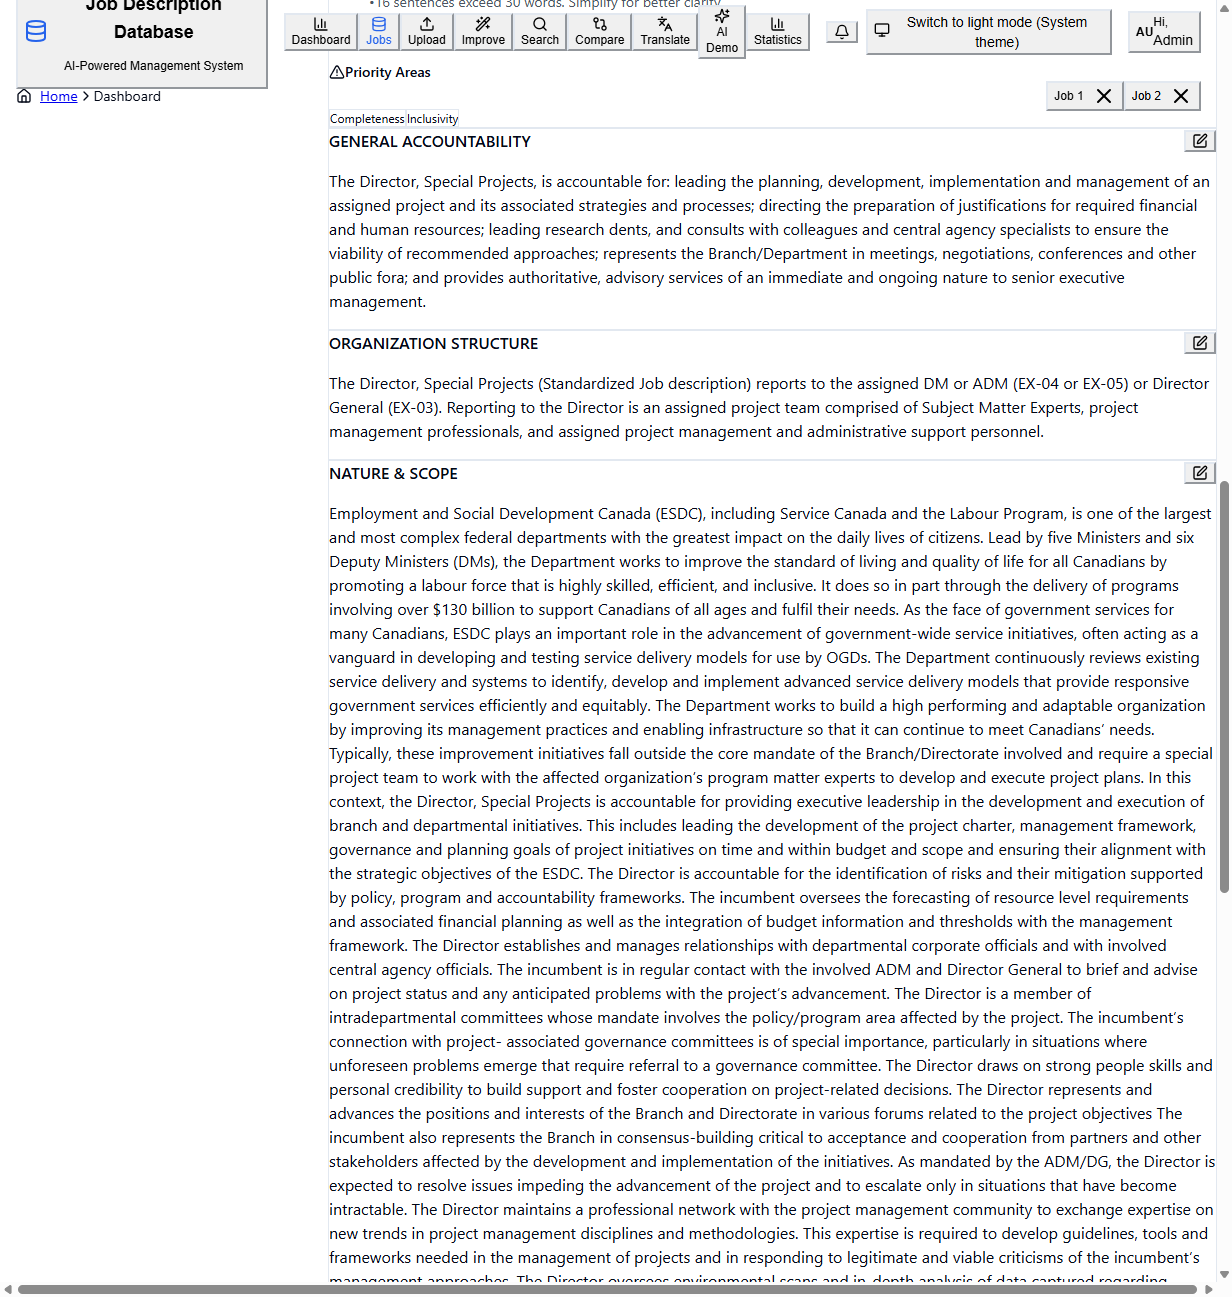 Job Description
Database
AI-Powered Management System
•16 sentences exceed 30 words. Simplify for better clarity.
Dashboard
Jobs
Upload
Improve
Search
Compare
Translate
AI
Demo
Statistics
Switch to light mode (System
theme)
AU
Hi,
Admin
Home
Dashboard
Priority Areas
Job 1
Job 2
Completeness
Inclusivity
GENERAL ACCOUNTABILITY
The Director, Special Projects, is accountable for: leading the planning, development, implementation and management of an
assigned project and its associated strategies and processes; directing the preparation of justifications for required financial
and human resources; leading research dents, and consults with colleagues and central agency specialists to ensure the
viability of recommended approaches; represents the Branch/Department in meetings, negotiations, conferences and other
public fora; and provides authoritative, advisory services of an immediate and ongoing nature to senior executive
management.
ORGANIZATION STRUCTURE
The Director, Special Projects (Standardized Job description) reports to the assigned DM or ADM (EX-04 or EX-05) or Director
General (EX-03). Reporting to the Director is an assigned project team comprised of Subject Matter Experts, project
management professionals, and assigned project management and administrative support personnel.
NATURE & SCOPE
Employment and Social Development Canada (ESDC), including Service Canada and the Labour Program, is one of the largest
and most complex federal departments with the greatest impact on the daily lives of citizens. Lead by five Ministers and six
Deputy Ministers (DMs), the Department works to improve the standard of living and quality of life for all Canadians by
promoting a labour force that is highly skilled, efficient, and inclusive. It does so in part through the delivery of programs
involving over $130 billion to support Canadians of all ages and fulfil their needs. As the face of government services for
many Canadians, ESDC plays an important role in the advancement of government-wide service initiatives, often acting as a
vanguard in developing and testing service delivery models for use by OGDs. The Department continuously reviews existing
service delivery and systems to identify, develop and implement advanced service delivery models that provide responsive
government services efficiently and equitably. The Department works to build a high performing and adaptable organization
by improving its management practices and enabling infrastructure so that it can continue to meet Canadians’ needs.
Typically, these improvement initiatives fall outside the core mandate of the Branch/Directorate involved and require a special
project team to work with the affected organization’s program matter experts to develop and execute project plans. In this
context, the Director, Special Projects is accountable for providing executive leadership in the development and execution of
branch and departmental initiatives. This includes leading the development of the project charter, management framework,
governance and planning goals of project initiatives on time and within budget and scope and ensuring their alignment with
the strategic objectives of the ESDC. The Director is accountable for the identification of risks and their mitigation supported
by policy, program and accountability frameworks. The incumbent oversees the forecasting of resource level requirements
and associated financial planning as well as the integration of budget information and thresholds with the management
framework. The Director establishes and manages relationships with departmental corporate officials and with involved
central agency officials. The incumbent is in regular contact with the involved ADM and Director General to brief and advise
on project status and any anticipated problems with the project’s advancement. The Director is a member of
intradepartmental committees whose mandate involves the policy/program area affected by the project. The incumbent’s
connection with project- associated governance committees is of special importance, particularly in situations where
unforeseen problems emerge that require referral to a governance committee. The Director draws on strong people skills and
personal credibility to build support and foster cooperation on project-related decisions. The Director represents and
advances the positions and interests of the Branch and Directorate in various forums related to the project objectives The
incumbent also represents the Branch in consensus-building critical to acceptance and cooperation from partners and other
stakeholders affected by the development and implementation of the initiatives. As mandated by the ADM/DG, the Director is
expected to resolve issues impeding the advancement of the project and to escalate only in situations that have become
intractable. The Director maintains a professional network with the project management community to exchange expertise on
new trends in project management disciplines and methodologies. This expertise is required to develop guidelines, tools and
frameworks needed in the management of projects and in responding to legitimate and viable criticisms of the incumbent’s
management approaches. The Director oversees environmental scans and in-depth analysis of data captured regarding